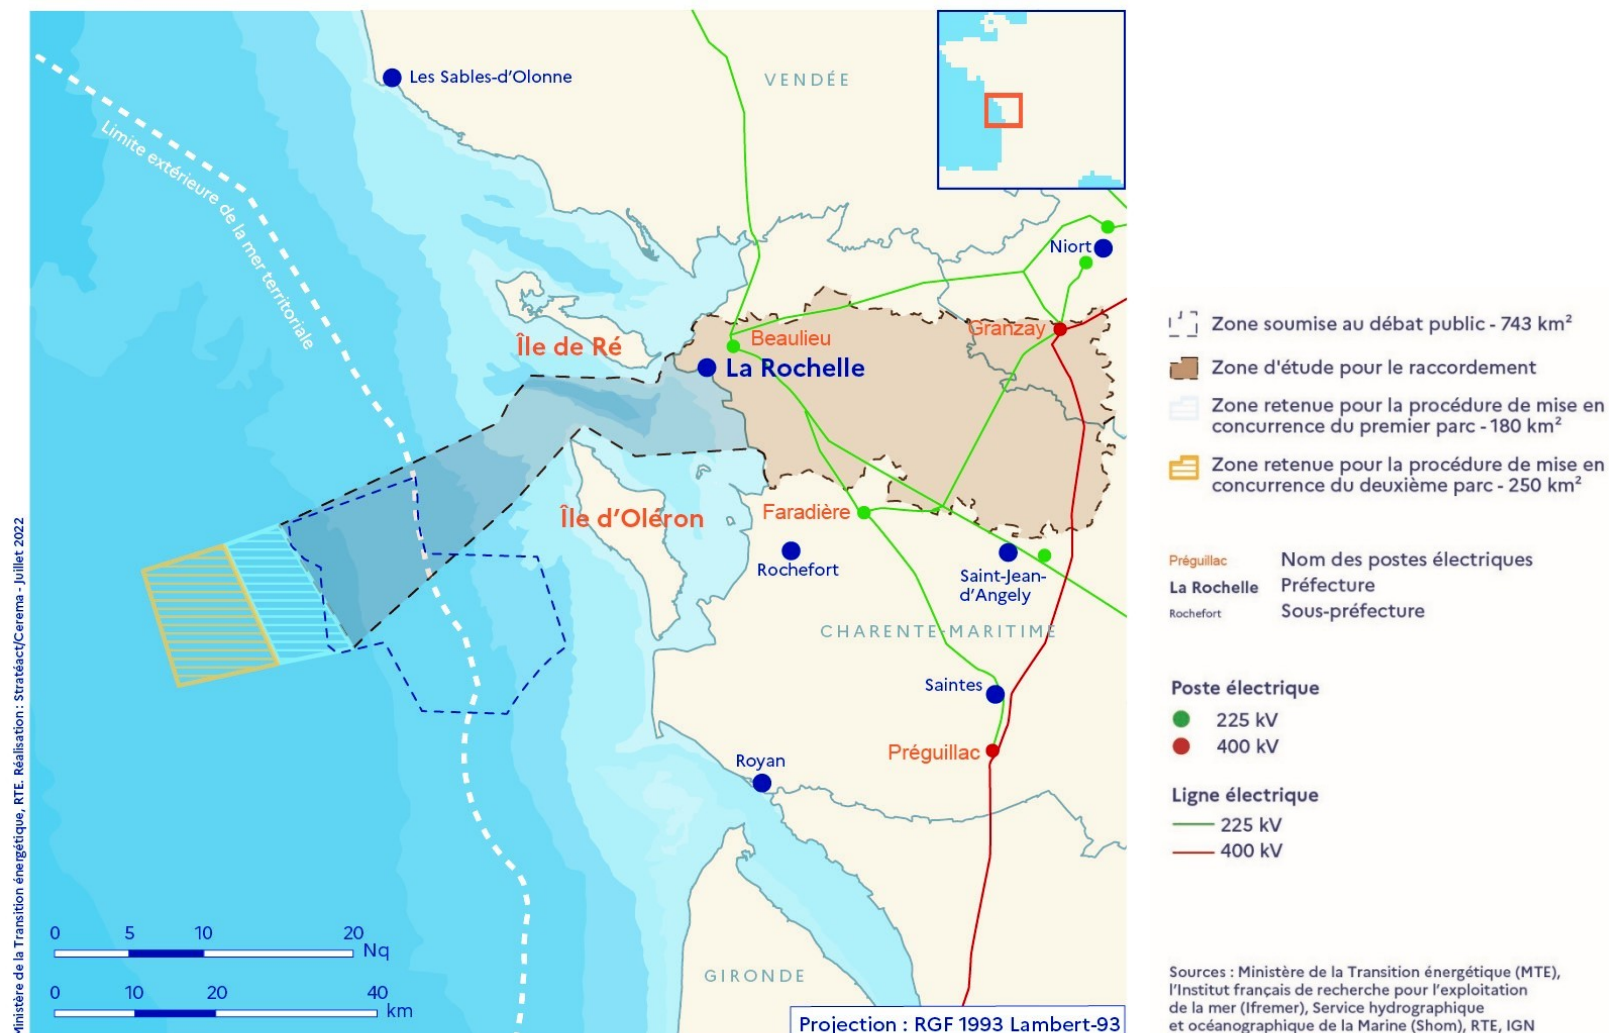 Les Sables-d'Olonne
VENDÉE
Limite extérieure de la mer territoriale
Niort
Île de Ré
Beaulieu
Granzay
La Rochelle
Île d'Oléron
Faradière
Rochefort
Saint-Jean-
d'Angely
CHARENTE-MARITIME
Saintes
Préguillac
Royan
GIRONDE
0 5 10 20
Nq
0 10 20 40
km
Projection : RGF 1993 Lambert-93
Ministère de la Transition énergétique, RTE. Réalisation : Stratéact/Cerema - Juillet 2022
Zone soumise au débat public - 743 km²
Zone d'étude pour le raccordement
Zone retenue pour la procédure de mise en
concurrence du premier parc - 180 km²
Zone retenue pour la procédure de mise en
concurrence du deuxième parc - 250 km²
Préguillac Nom des postes électriques
La Rochelle Préfecture
Rochefort Sous-préfecture
Poste électrique
225 kV
400 kV
Ligne électrique
225 kV
400 kV
Sources : Ministère de la Transition énergétique (MTE),
l'Institut français de recherche pour l'exploitation
de la mer (Ifremer), Service hydrographique
et océanographique de la Marine (Shom), RTE, IGN